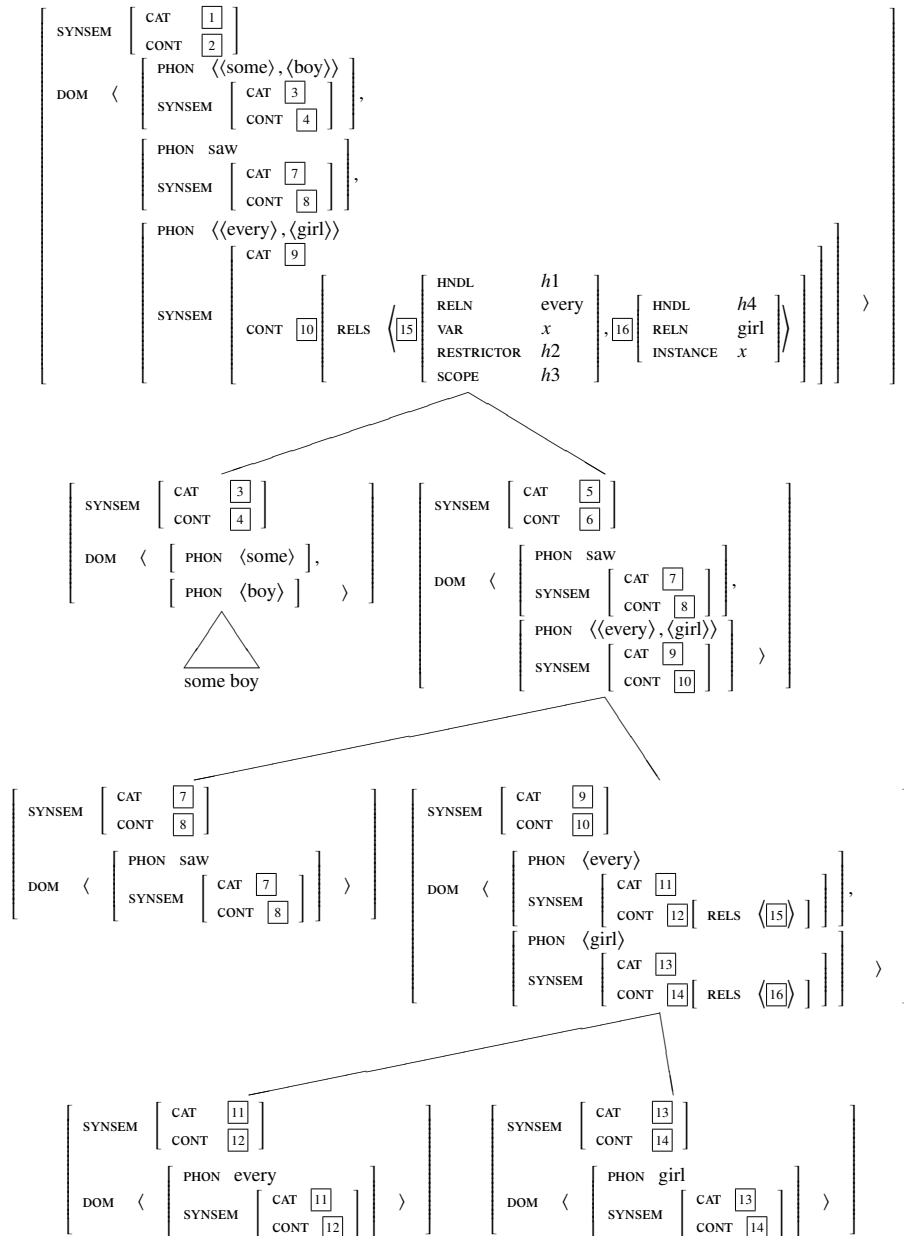 SYNSEM CAT 1
CONT 2
DOM ⟨ PHON ⟨⟨some⟩,⟨boy⟩⟩
SYNSEM CAT 3 ,
CONT 4
PHON saw
SYNSEM CAT 7 ,
CONT 8
PHON ⟨⟨every⟩,⟨girl⟩⟩
CAT 9
HNDL h1
RELN every HNDL h4
SYNSEM CONT 10 RELS ⟨ 15 VAR x , 16 RELN girl ⟩ ⟩
RESTRICTOR h2 INSTANCE x
SCOPE h3
SYNSEM CAT 3
CONT 4
DOM ⟨ [ PHON ⟨some⟩ ],
[ PHON ⟨boy⟩ ] ⟩
some boy
SYNSEM CAT 5
CONT 6
PHON saw
DOM ⟨ SYNSEM CAT 7 ,
CONT 8
PHON ⟨⟨every⟩,⟨girl⟩⟩
SYNSEM CAT 9 ⟩
CONT 10
SYNSEM CAT 7
CONT 8
PHON saw
DOM ⟨ SYNSEM CAT 7 ⟩
CONT 8
SYNSEM CAT 9
CONT 10
PHON ⟨every⟩
DOM ⟨ SYNSEM CAT 11 ,
CONT 12 [ RELS ⟨15⟩ ]
PHON ⟨girl⟩
SYNSEM CAT 13 ⟩
CONT 14 [ RELS ⟨16⟩ ]
SYNSEM CAT 11
CONT 12
PHON every
DOM ⟨ SYNSEM CAT 11 ⟩
CONT 12
SYNSEM CAT 13
CONT 14
PHON girl
DOM ⟨ SYNSEM CAT 13 ⟩
CONT 14